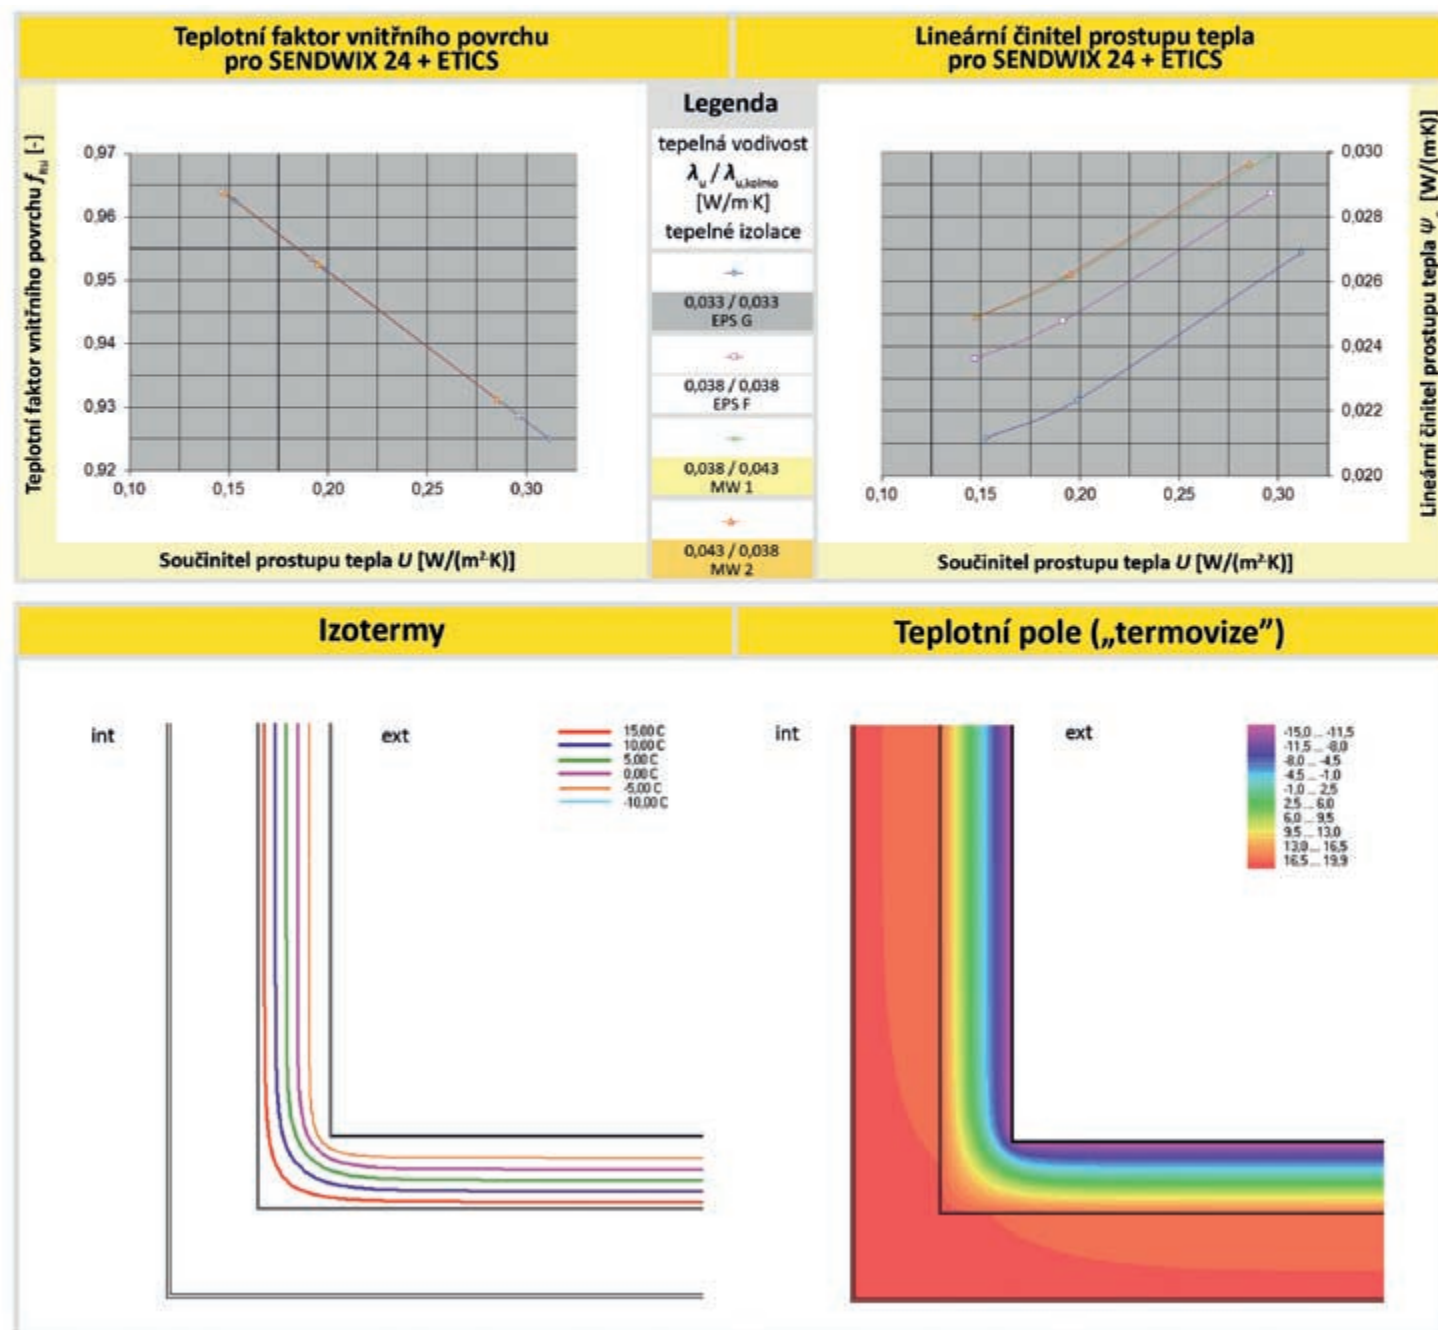 Teplotní faktor vnitřního povrchu
pro SENDWIX 24 + ETICS
Lineární činitel prostupu tepla
pro SENDWIX 24 + ETICS
Teplotní faktor vnitřního povrchu [-]
0,97
0,96
0,95
0,94
0,93
0,92
0,10
0,15
0,20
0,25
0,30
Součinitel prostupu tepla U [W/(m²·K)]
Legenda
tepelná vodivost
λu / λu,kolmo
[W/m·K]
tepelné izolace
0,033 / 0,033
EPS G
0,038 / 0,038
EPS F
0,038 / 0,043
MW 1
0,043 / 0,038
MW 2
0,030
0,028
0,026
0,024
0,022
0,020
0,10
0,15
0,20
0,25
0,30
Lineární činitel prostupu tepla [W/(m·K)]
Součinitel prostupu tepla U [W/(m²·K)]
Izotermy
Teplotní pole („termovize”)
int
ext
15,00 C
10,00 C
5,00 C
0,00 C
-5,00 C
-10,00 C
int
ext
-15,0 ... -11,5
-11,5 ... -8,0
-8,0 ... -4,5
-4,5 ... -1,0
-1,0 ... 2,5
2,5 ... 6,0
6,0 ... 9,5
9,5 ... 13,0
13,0 ... 16,5
16,5 ... 19,9